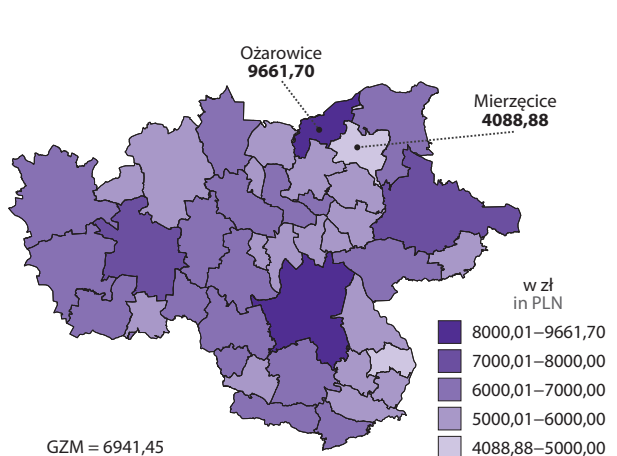 Ożarowice
9661,70
Mierzęcice
4088,88
w zł
in PLN
8000,01–9661,70
7000,01–8000,00
6000,01–7000,00
5000,01–6000,00
4088,88–5000,00
GZM = 6941,45